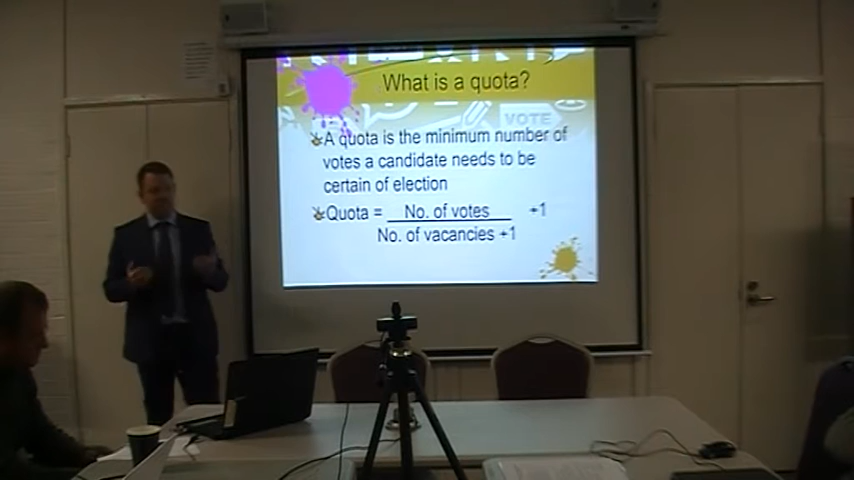 What is a quota?
VOTE
A quota is the minimum number of
votes a candidate needs to be
certain of election
Quota = No. of votes +1
No. of vacancies +1